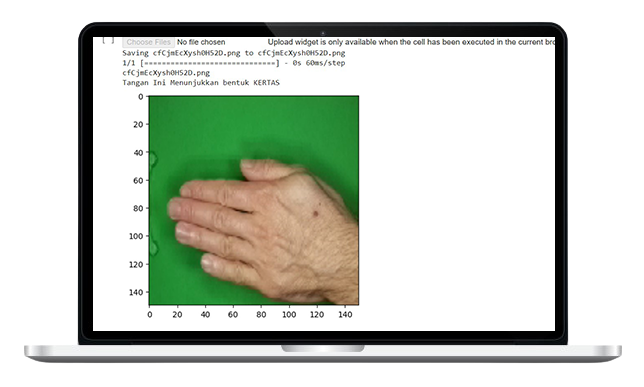 [ ] Choose Files No file chosen Upload widget is only available when the cell has been executed in the current bro
Saving cfCjmEcXysh0H52D.png to cfCjmEcXysh0H52D.png
1/1 [==============================] - 0s 60ms/step
cfCjmEcXysh0H52D.png
Tangan Ini Menunjukkan bentuk KERTAS
0
20
40
60
80
100
120
140
0 20 40 60 80 100 120 140